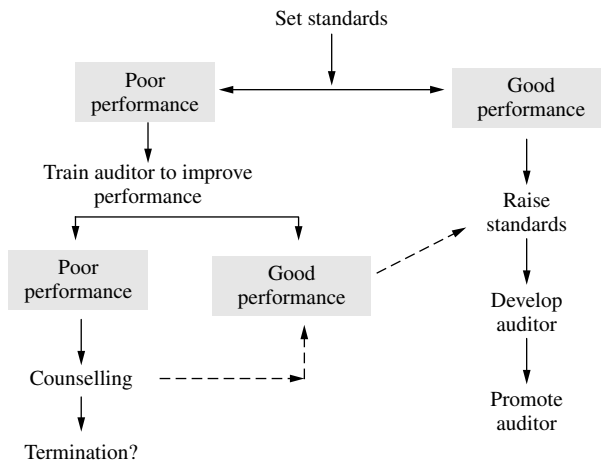 Set standards
Poor
performance
Good
performance
Train auditor to improve
performance
Raise
standards
Poor
performance
Good
performance
Develop
auditor
Counselling
Promote
auditor
Termination?